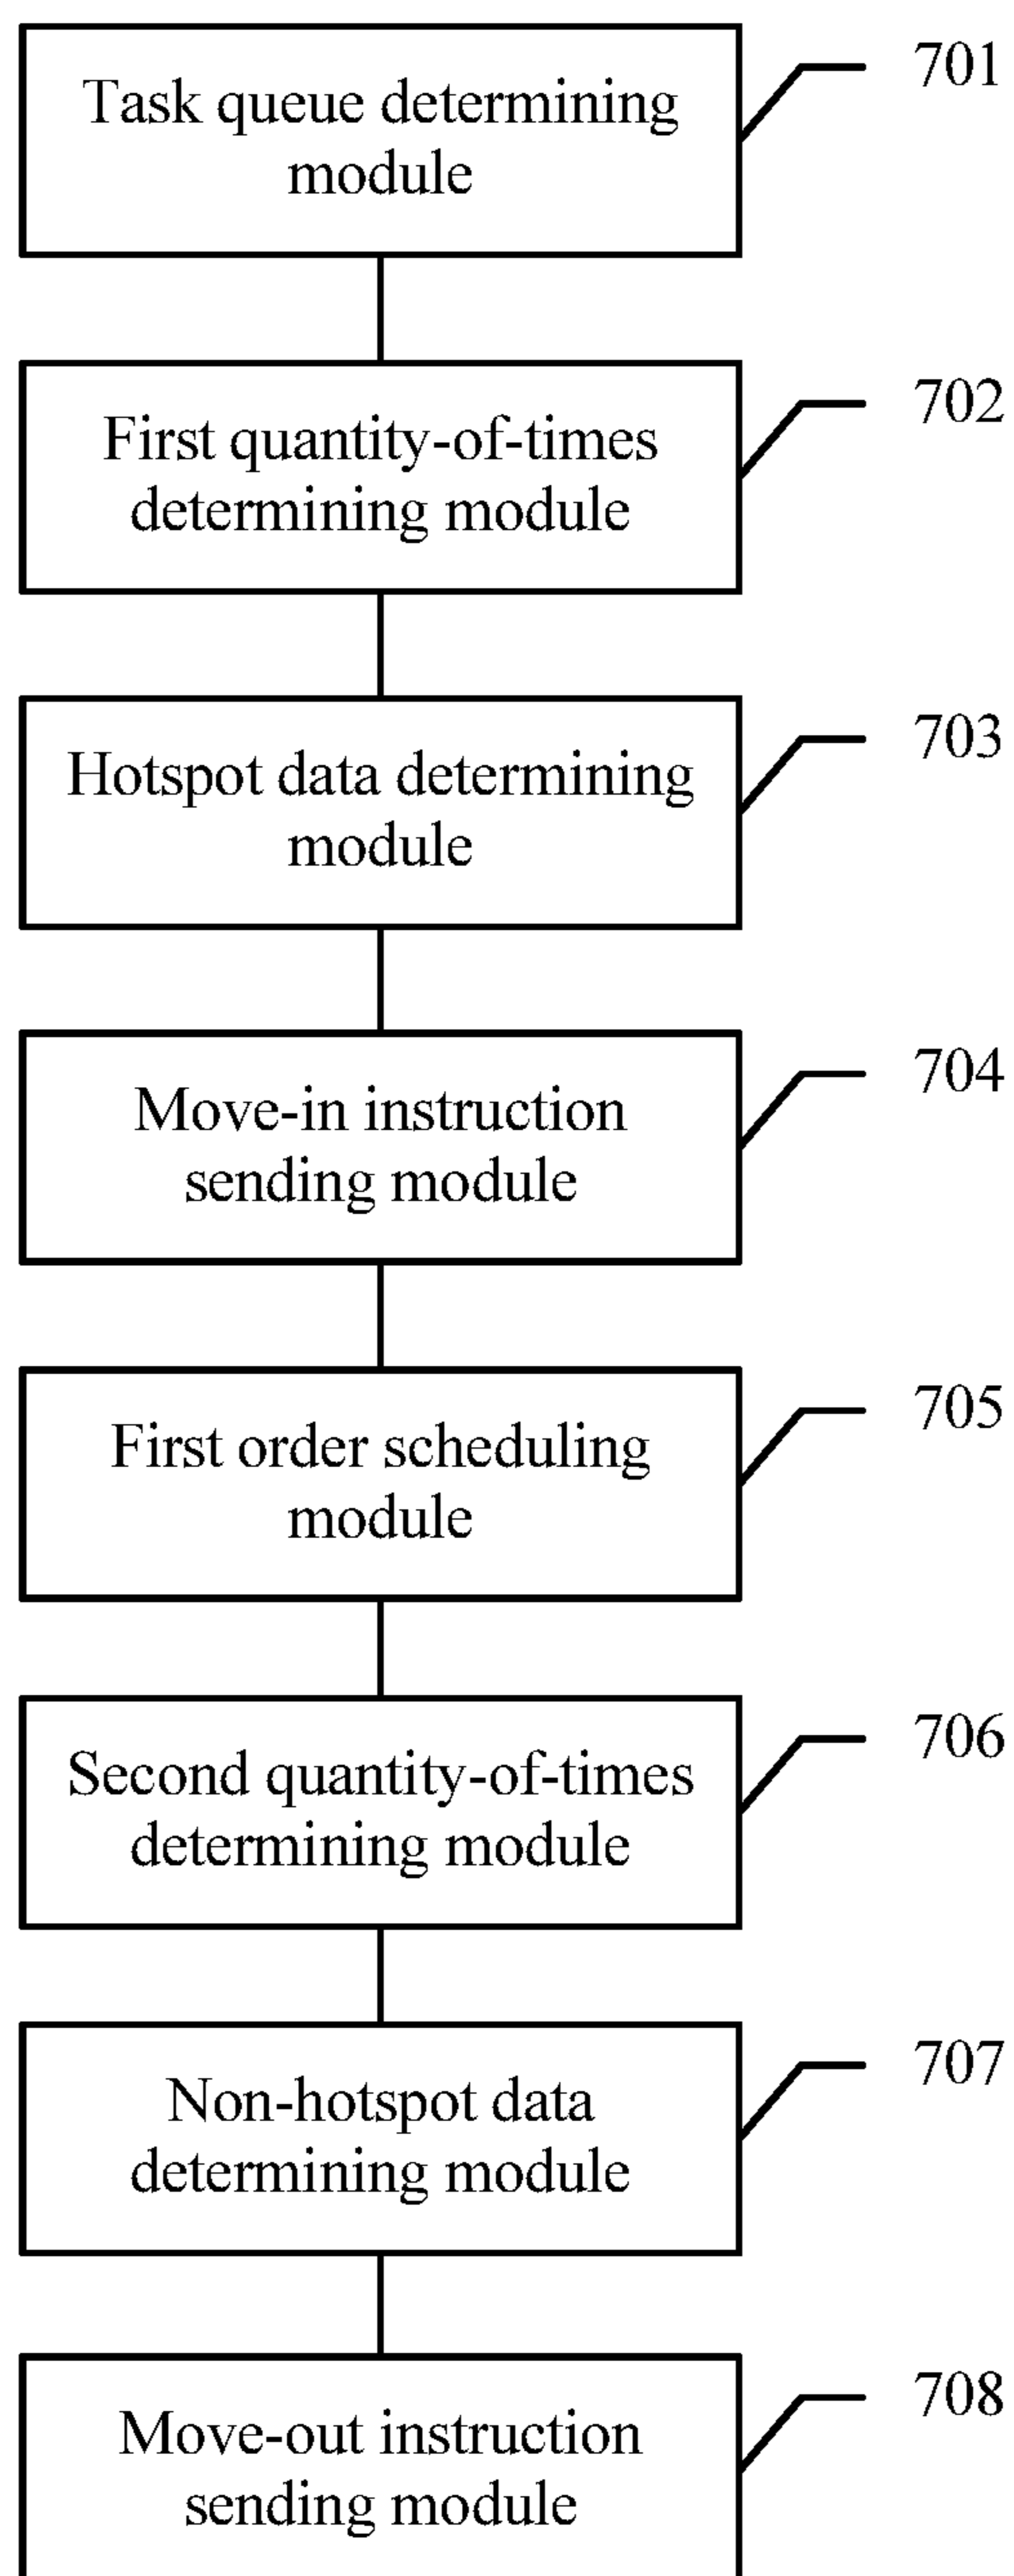 Task queue determining
module
701
First quantity-of-times
determining module
702
Hotspot data determining
module
703
Move-in instruction
sending module
704
First order scheduling
module
705
Second quantity-of-times
determining module
706
Non-hotspot data
determining module
707
Move-out instruction
sending module
708